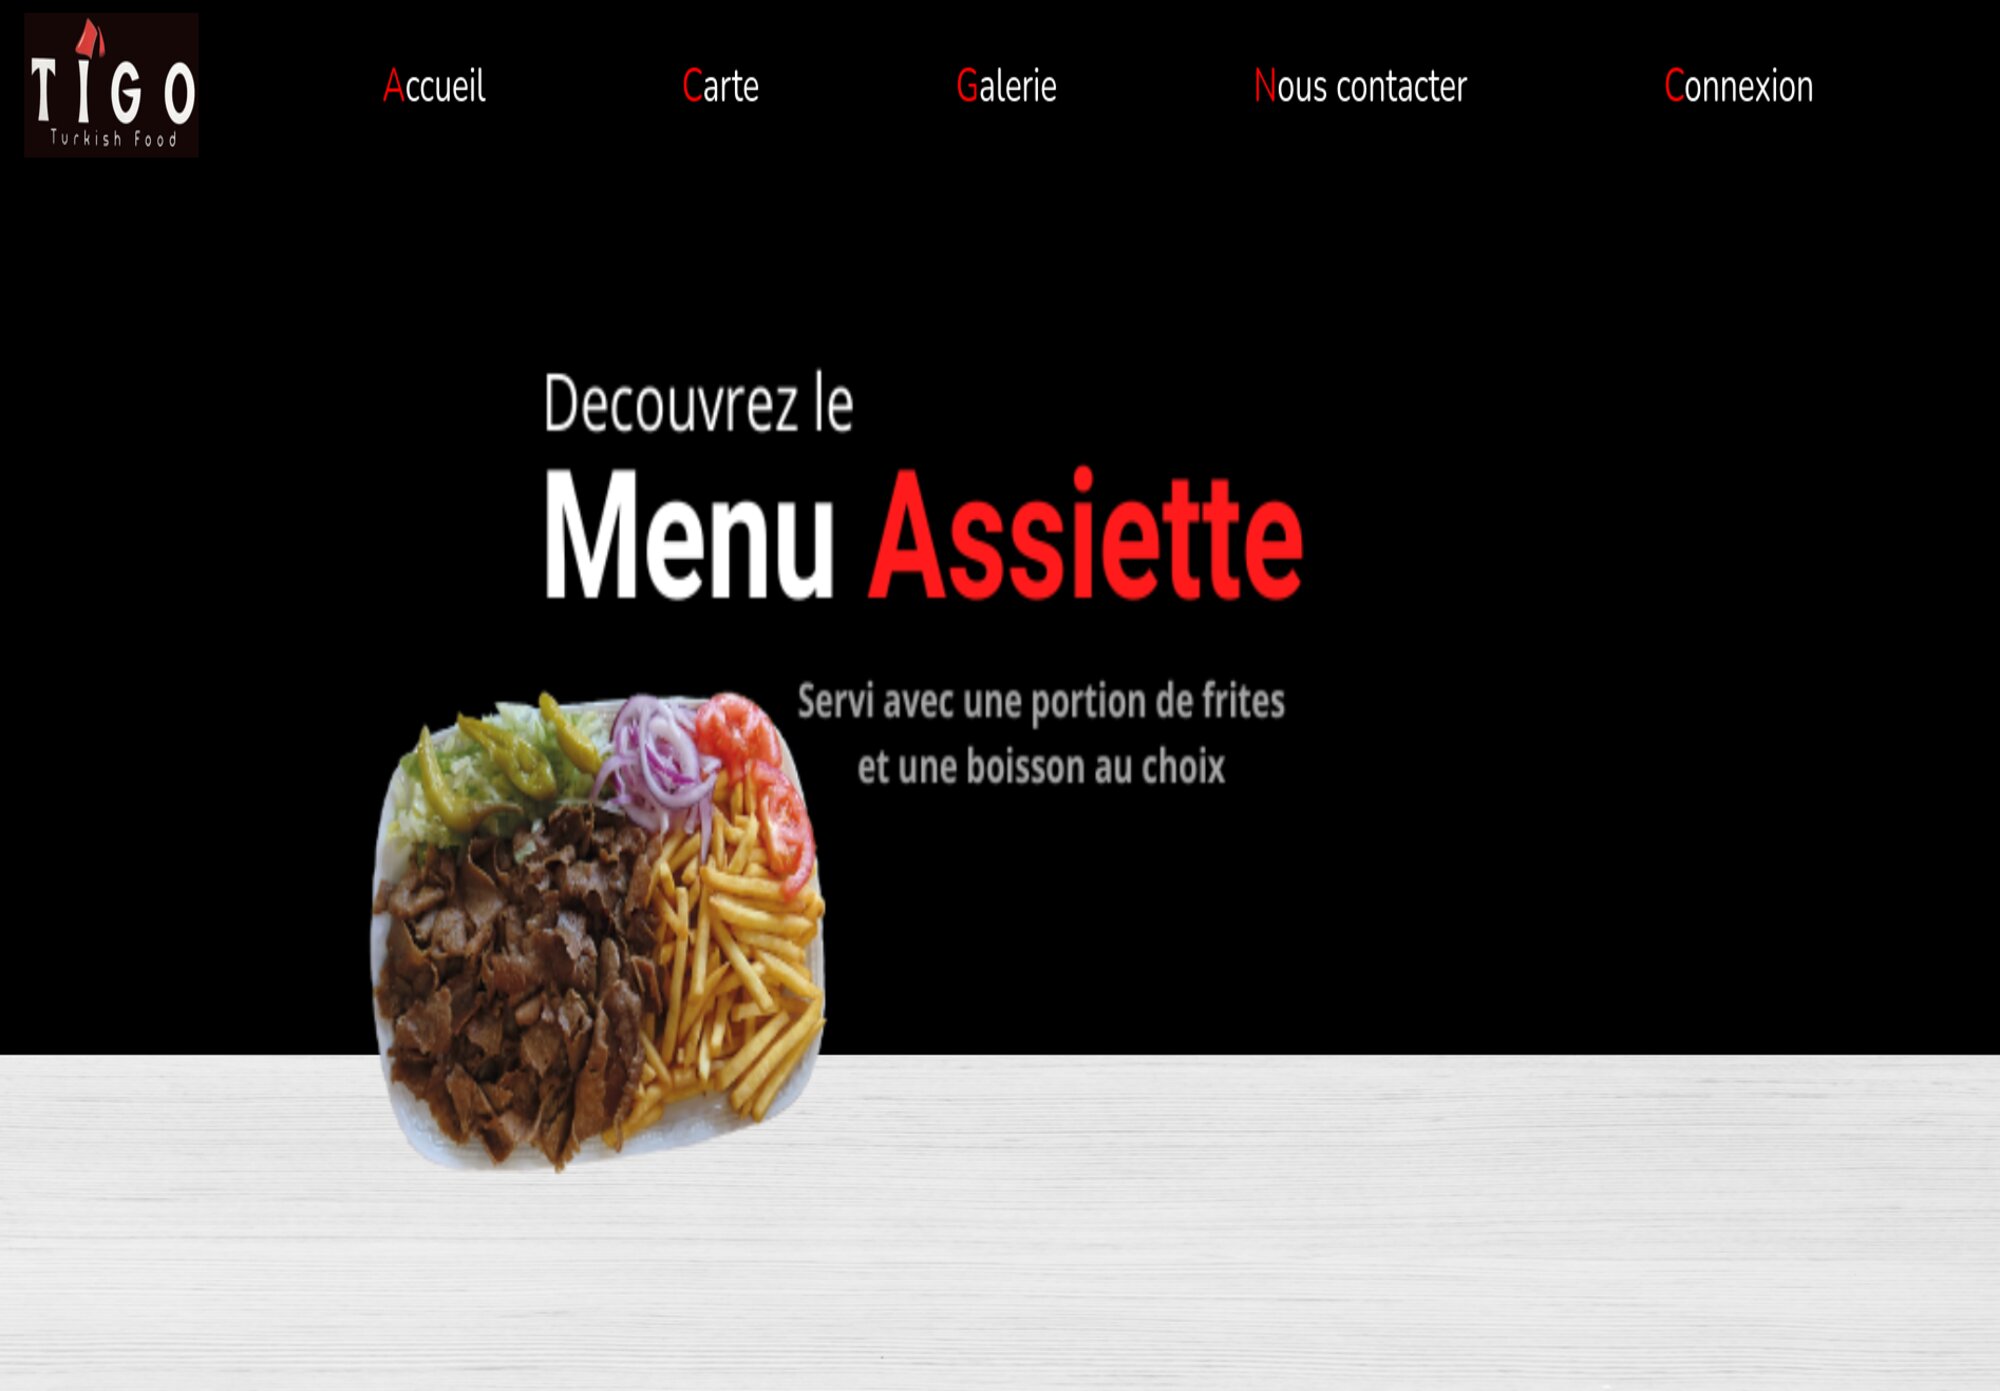 TIGO
Turkish Food
Accueil
Carte
Galerie
Nous contacter
Connexion
Decouvrez le
Menu Assiette
Servi avec une portion de frites
et une boisson au choix